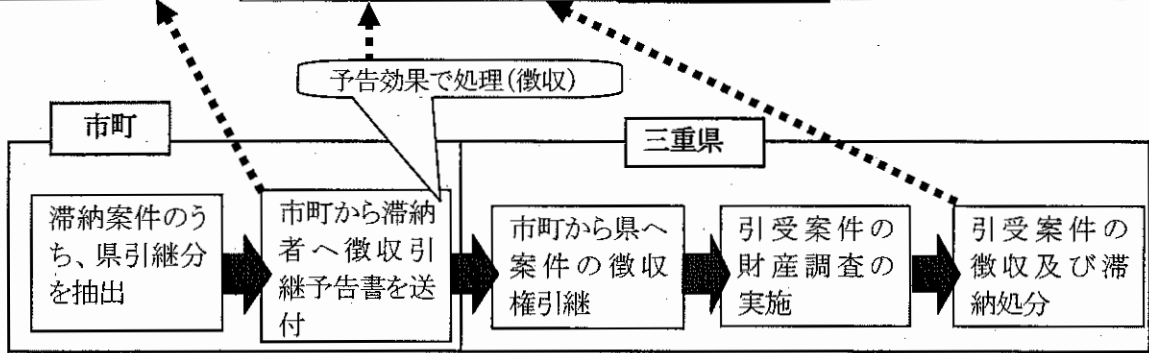 予告効果で処理(徴収)
市町
三重県
滞納案件のう
ち、県引継分
を抽出
市町から滞納
者へ徴収引
継予告書を送
付
市町から県へ
案件の徴収
権引継
引受案件の
財産調査の
実施
引受案件の
徴収及び滞
納処分